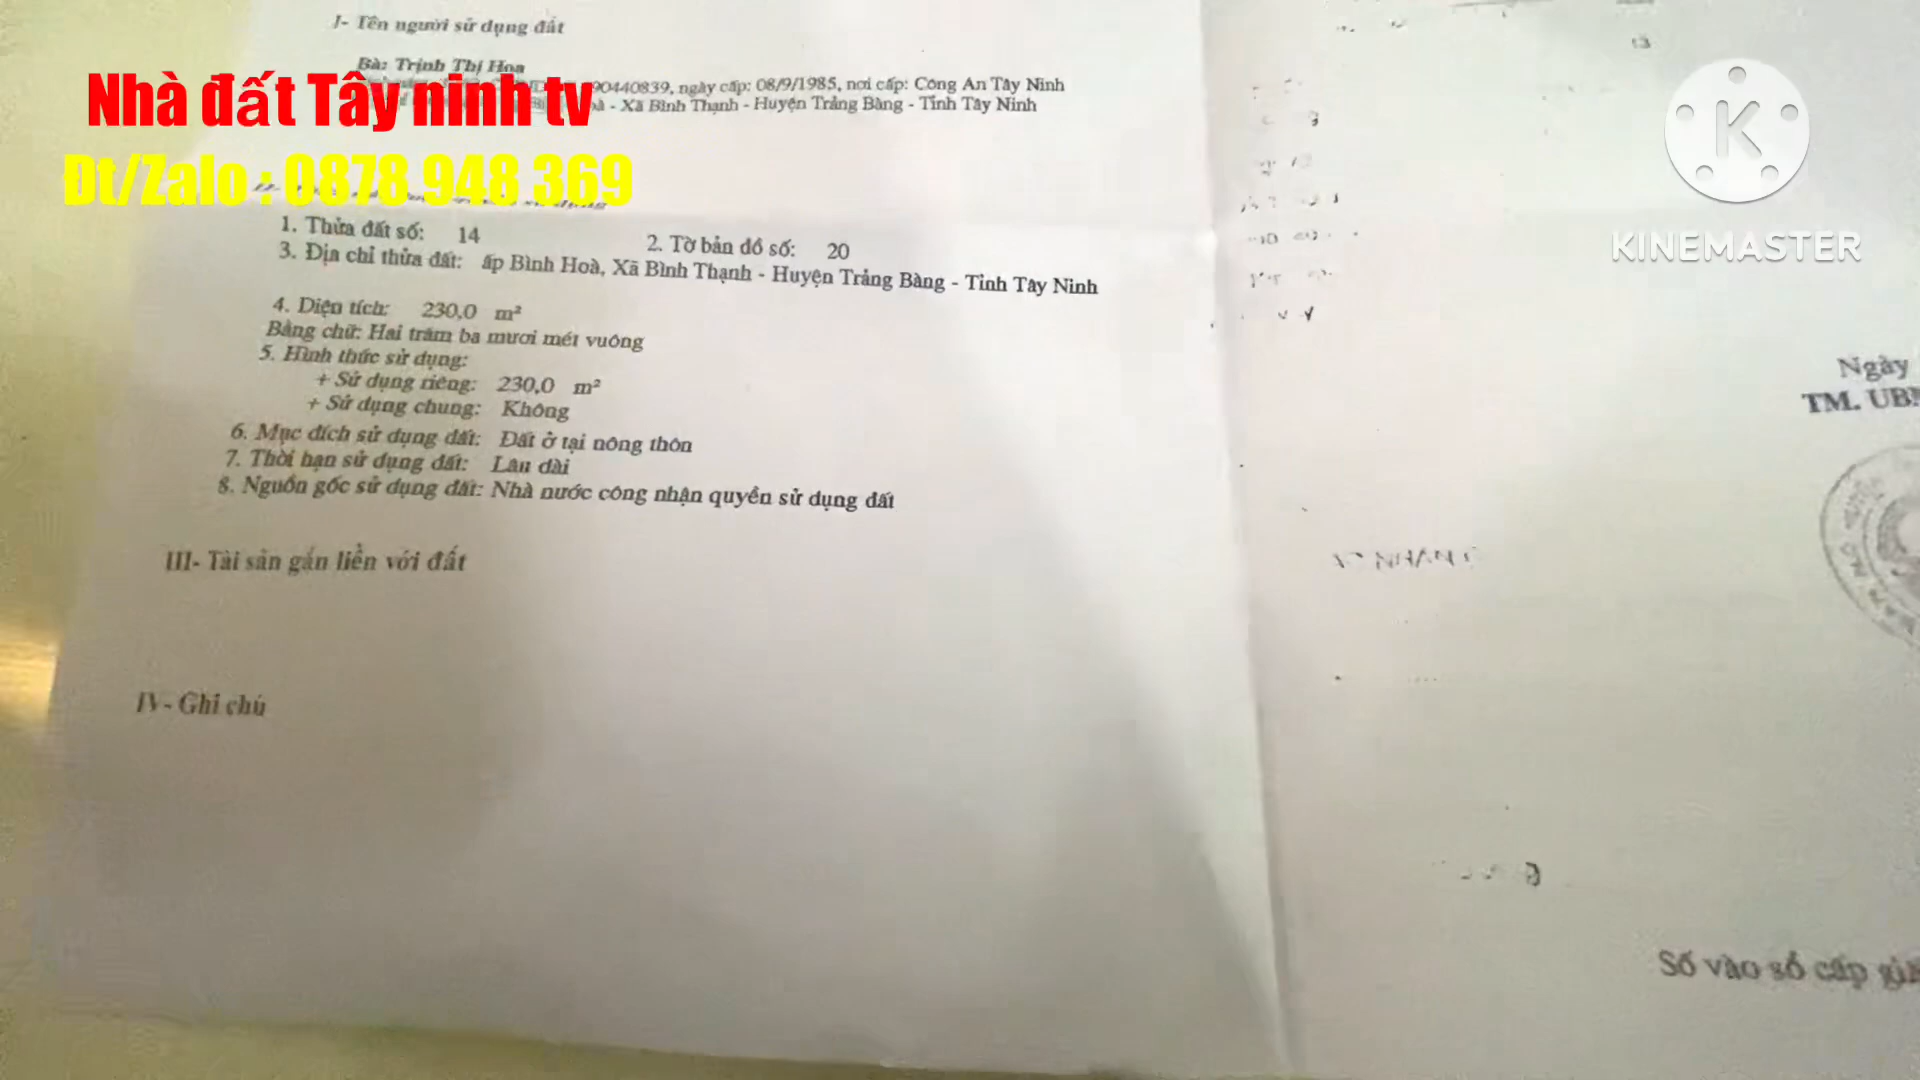 I- Tên người sử dụng đất
Bà: Trịnh Thị Hoa
90440839, ngày cấp: 08/9/1985, nơi cấp: Công An Tây Ninh
- Xã Bình Thạnh - Huyện Trảng Bàng - Tỉnh Tây Ninh
Nhà đất Tây ninh tv
Đt/Zalo : 0878 948 369
1. Thửa đất số: 14
2. Tờ bản đồ số: 20
3. Địa chỉ thửa đất: ấp Bình Hoà, Xã Bình Thạnh - Huyện Trảng Bàng - Tỉnh Tây Ninh
4. Diện tích: 230,0 m²
Bằng chữ: Hai trăm ba mươi mét vuông
5. Hình thức sử dụng:
+ Sử dụng riêng: 230,0 m²
+ Sử dụng chung: Không
6. Mục đích sử dụng đất: Đất ở tại nông thôn
7. Thời hạn sử dụng đất: Lâu dài
8. Nguồn gốc sử dụng đất: Nhà nước công nhận quyền sử dụng đất
III- Tài sản gắn liền với đất
IV- Ghi chú
K
KINEMASTER
Ngày
TM. UB
Số vào sổ cấp